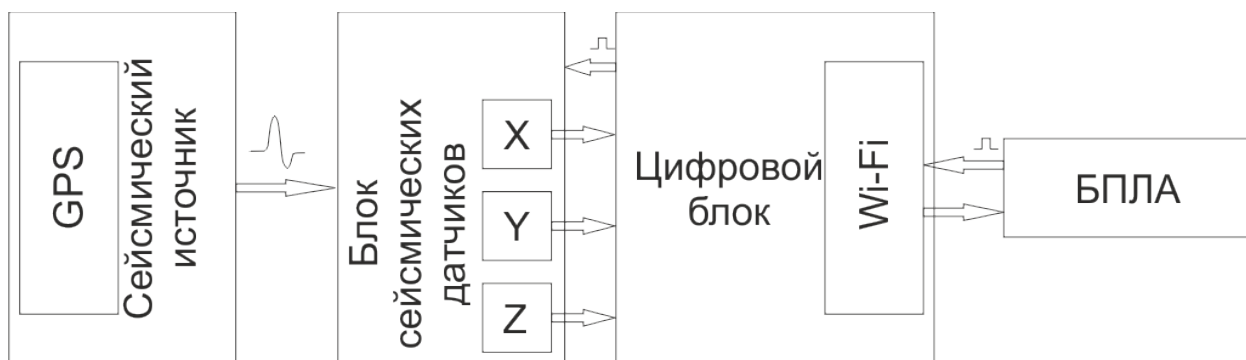 GPS
Сейсмический
источник
Блок
сейсмических
датчиков
X
Y
Z
Цифровой
блок
Wi-Fi
БПЛА